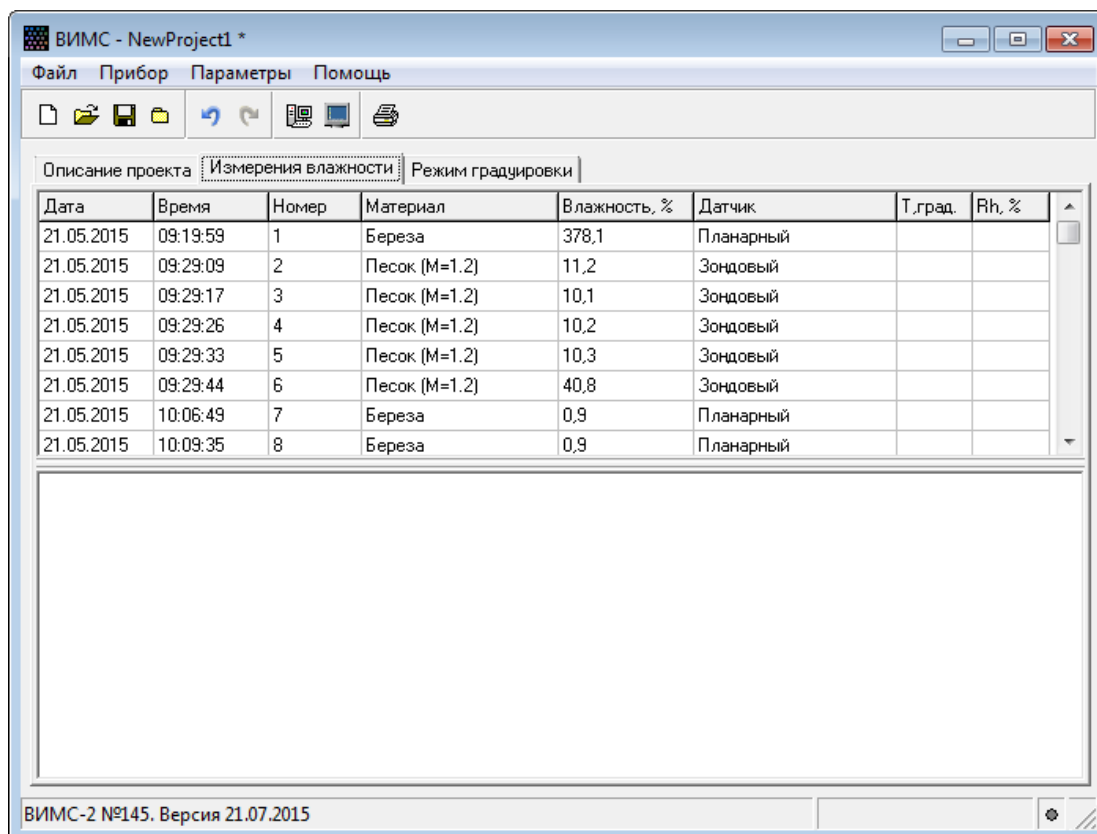 ВИМС - NewProject1 *
Файл Прибор Параметры Помощь
Описание проекта Измерения влажности Режим градуировки
Дата Время Номер Материал Влажность, % Датчик Т,град. Rh, %
21.05.2015 09:19:59 1 Береза 378,1 Планарный
21.05.2015 09:29:09 2 Песок (М=1.2) 11,2 Зондовый
21.05.2015 09:29:17 3 Песок (М=1.2) 10,1 Зондовый
21.05.2015 09:29:26 4 Песок (М=1.2) 10,2 Зондовый
21.05.2015 09:29:33 5 Песок (М=1.2) 10,3 Зондовый
21.05.2015 09:29:44 6 Песок (М=1.2) 40,8 Зондовый
21.05.2015 10:06:49 7 Береза 0,9 Планарный
21.05.2015 10:09:35 8 Береза 0,9 Планарный
ВИМС-2 №145. Версия 21.07.2015